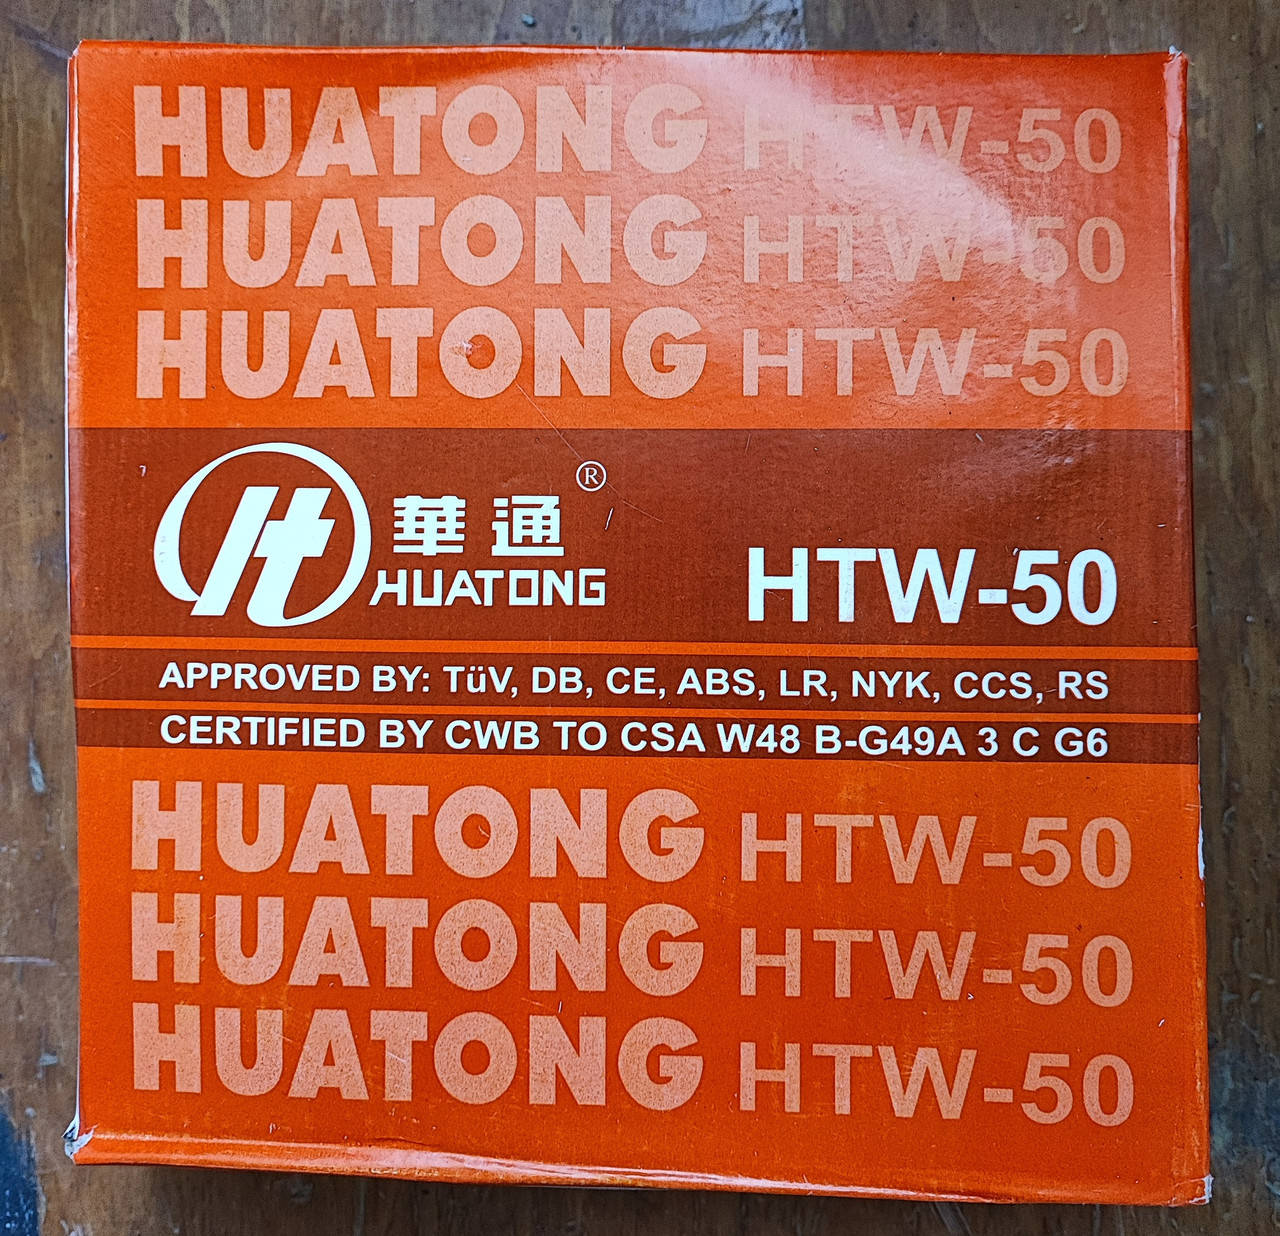 HUATONG HTW-50
HUATONG HTW-50
HUATONG HTW-50
華通 ®
HUATONG
HTW-50
APPROVED BY: TüV, DB, CE, ABS, LR, NYK, CCS, RS
CERTIFIED BY CWB TO CSA W48 B-G49A 3 C G6
HUATONG HTW-50
HUATONG HTW-50
HUATONG HTW-50